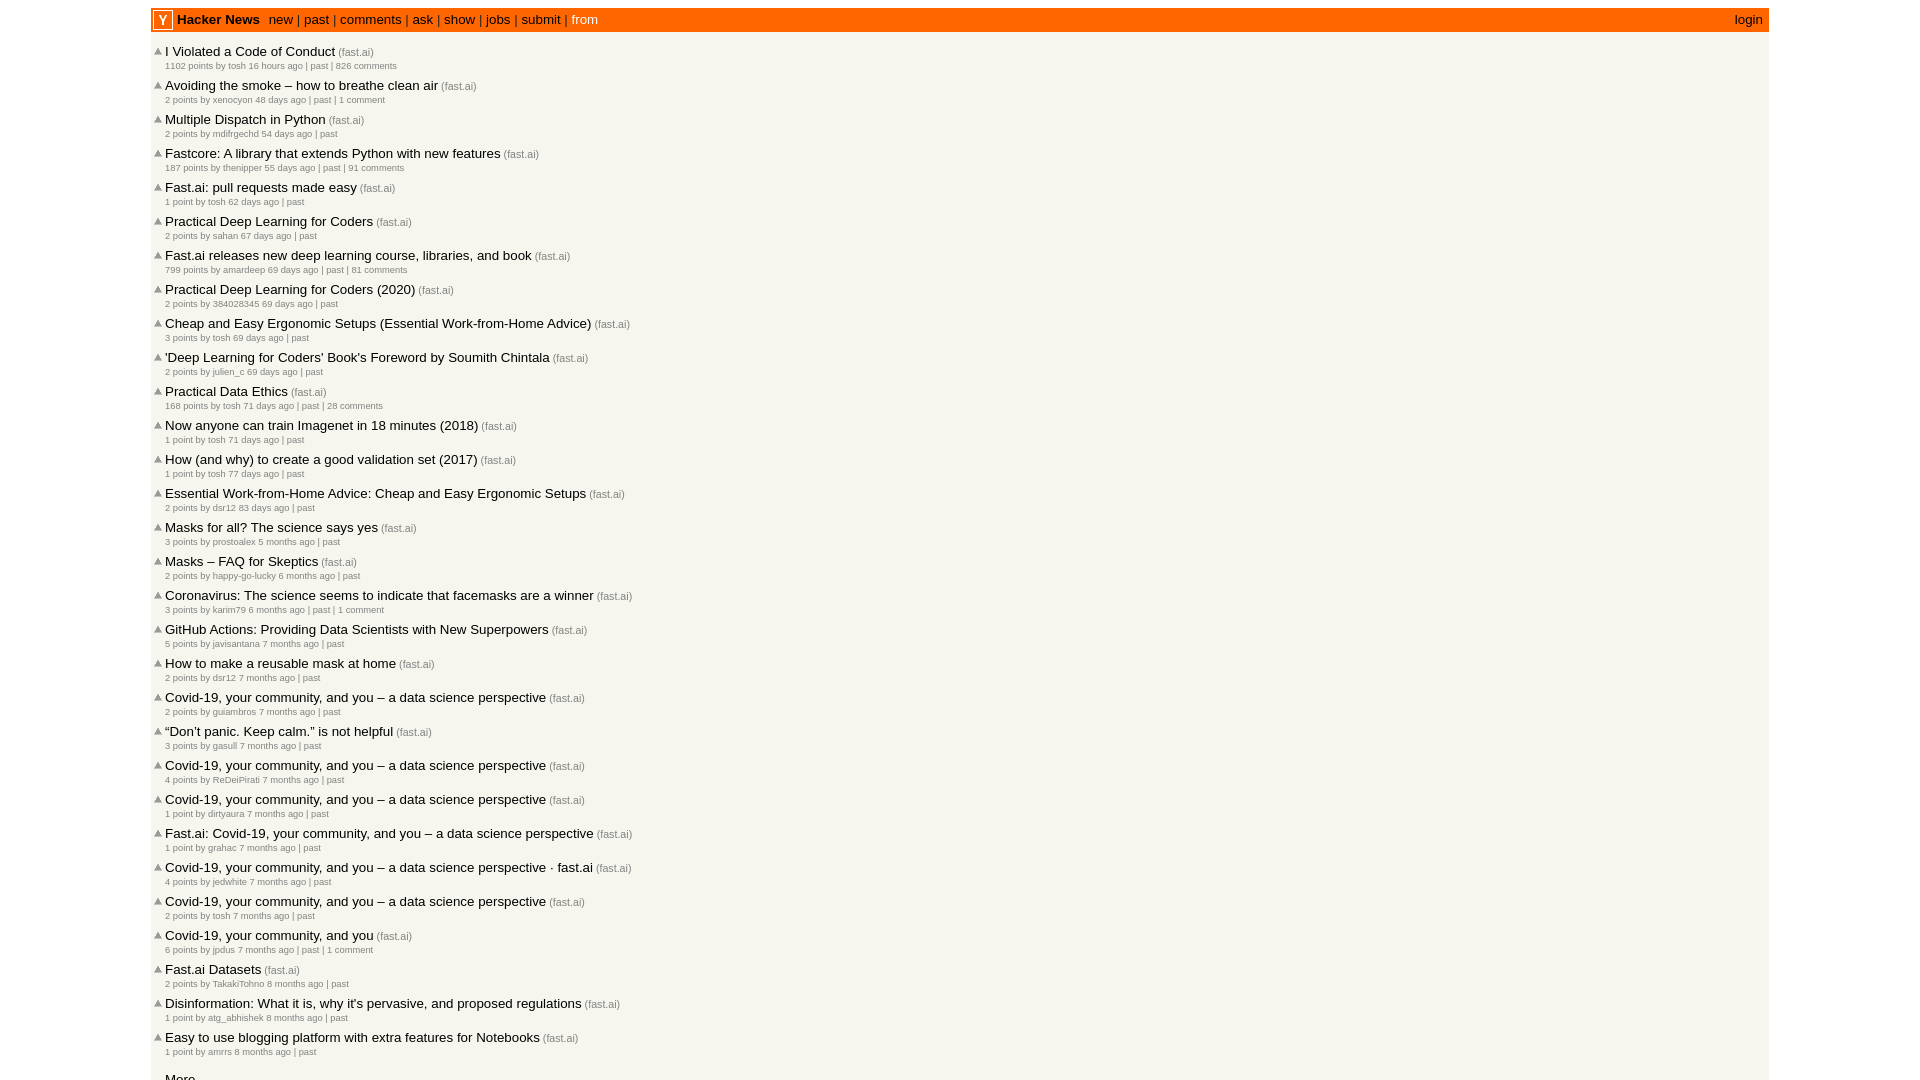 Y Hacker News new | past | comments | ask | show | jobs | submit | from login
I Violated a Code of Conduct (fast.ai)
1102 points by tosh 16 hours ago | past | 826 comments
Avoiding the smoke – how to breathe clean air (fast.ai)
2 points by xenocyon 48 days ago | past | 1 comment
Multiple Dispatch in Python (fast.ai)
2 points by mdifrgechd 54 days ago | past
Fastcore: A library that extends Python with new features (fast.ai)
187 points by thenipper 55 days ago | past | 91 comments
Fast.ai: pull requests made easy (fast.ai)
1 point by tosh 62 days ago | past
Practical Deep Learning for Coders (fast.ai)
2 points by sahan 67 days ago | past
Fast.ai releases new deep learning course, libraries, and book (fast.ai)
799 points by amardeep 69 days ago | past | 81 comments
Practical Deep Learning for Coders (2020) (fast.ai)
2 points by 384028345 69 days ago | past
Cheap and Easy Ergonomic Setups (Essential Work-from-Home Advice) (fast.ai)
3 points by tosh 69 days ago | past
'Deep Learning for Coders' Book's Foreword by Soumith Chintala (fast.ai)
2 points by julien_c 69 days ago | past
Practical Data Ethics (fast.ai)
168 points by tosh 71 days ago | past | 28 comments
Now anyone can train Imagenet in 18 minutes (2018) (fast.ai)
1 point by tosh 71 days ago | past
How (and why) to create a good validation set (2017) (fast.ai)
1 point by tosh 77 days ago | past
Essential Work-from-Home Advice: Cheap and Easy Ergonomic Setups (fast.ai)
2 points by dsr12 83 days ago | past
Masks for all? The science says yes (fast.ai)
3 points by prostoalex 5 months ago | past
Masks – FAQ for Skeptics (fast.ai)
2 points by happy-go-lucky 6 months ago | past
Coronavirus: The science seems to indicate that facemasks are a winner (fast.ai)
3 points by karim79 6 months ago | past | 1 comment
GitHub Actions: Providing Data Scientists with New Superpowers (fast.ai)
5 points by javisantana 7 months ago | past
How to make a reusable mask at home (fast.ai)
2 points by dsr12 7 months ago | past
Covid-19, your community, and you – a data science perspective (fast.ai)
2 points by guiambros 7 months ago | past
“Don’t panic. Keep calm.” is not helpful (fast.ai)
3 points by gasull 7 months ago | past
Covid-19, your community, and you – a data science perspective (fast.ai)
4 points by ReDeiPirati 7 months ago | past
Covid-19, your community, and you – a data science perspective (fast.ai)
1 point by dirtyaura 7 months ago | past
Fast.ai: Covid-19, your community, and you – a data science perspective (fast.ai)
1 point by grahac 7 months ago | past
Covid-19, your community, and you – a data science perspective · fast.ai (fast.ai)
4 points by jedwhite 7 months ago | past
Covid-19, your community, and you – a data science perspective (fast.ai)
2 points by tosh 7 months ago | past
Covid-19, your community, and you (fast.ai)
6 points by jpdus 7 months ago | past | 1 comment
Fast.ai Datasets (fast.ai)
2 points by TakakiTohno 8 months ago | past
Disinformation: What it is, why it's pervasive, and proposed regulations (fast.ai)
1 point by atg_abhishek 8 months ago | past
Easy to use blogging platform with extra features for Notebooks (fast.ai)
1 point by amrrs 8 months ago | past
More